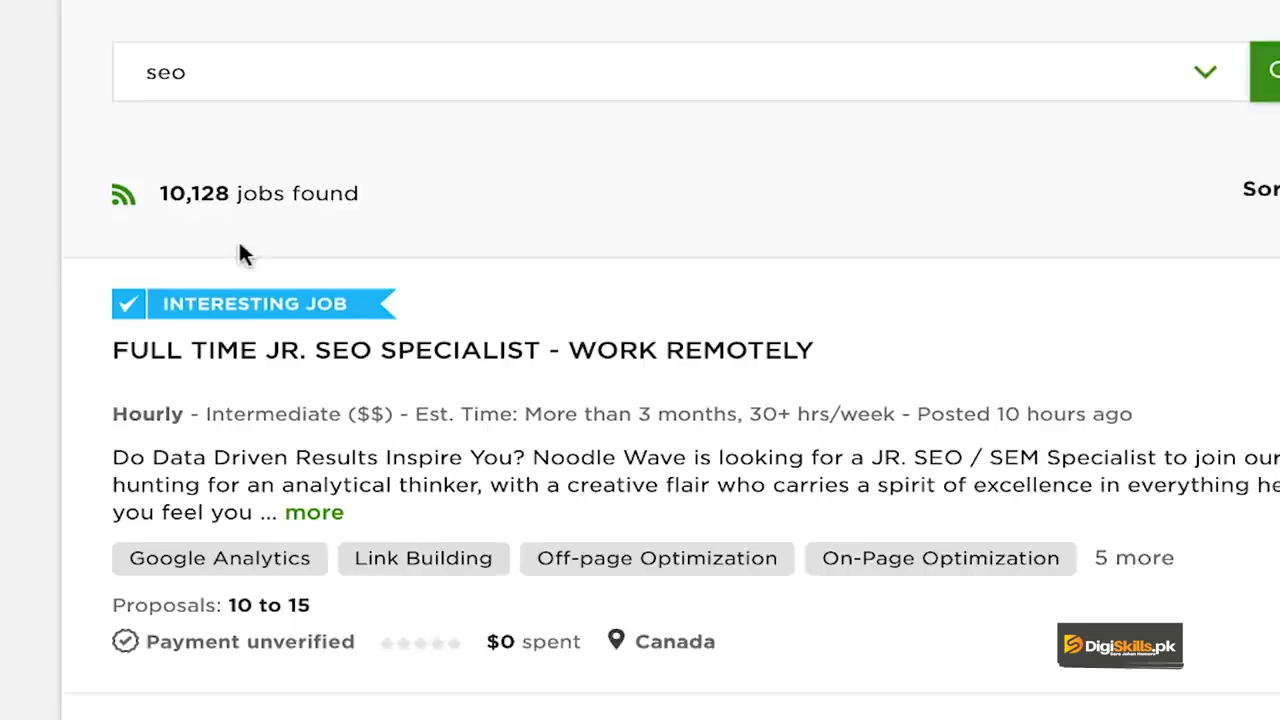 seo
10,128 jobs found
Sor
INTERESTING JOB
FULL TIME JR. SEO SPECIALIST - WORK REMOTELY
Hourly - Intermediate ($$) - Est. Time: More than 3 months, 30+ hrs/week - Posted 10 hours ago
Do Data Driven Results Inspire You? Noodle Wave is looking for a JR. SEO / SEM Specialist to join our
hunting for an analytical thinker, with a creative flair who carries a spirit of excellence in everything he
you feel you ... more
Google Analytics Link Building Off-page Optimization On-Page Optimization 5 more
Proposals: 10 to 15
Payment unverified $0 spent Canada
DigiSkills.pk